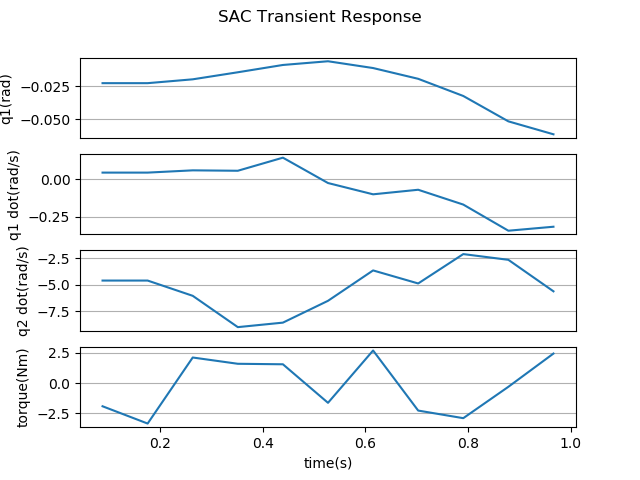 SAC Transient Response
q1(rad)
−0.025
−0.050
q1 dot(rad/s)
0.00
−0.25
q2 dot(rad/s)
−2.5
−5.0
−7.5
torque(Nm)
2.5
0.0
−2.5
0.2 0.4 0.6 0.8 1.0
time(s)